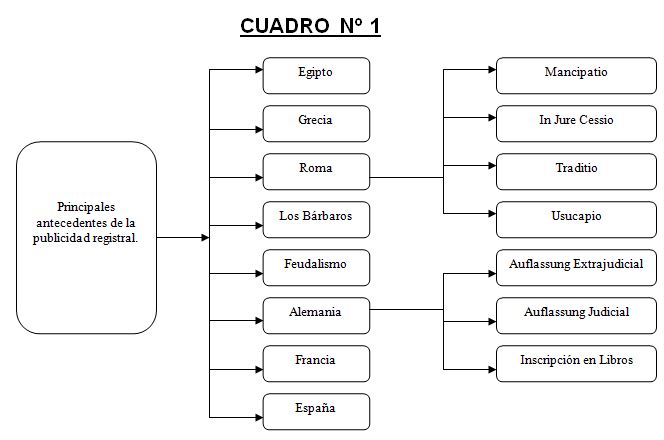 CUADRO Nº 1
Principales
antecedentes de la
publicidad registral.
Egipto
Grecia
Roma
Los Bárbaros
Feudalismo
Alemania
Francia
España
Mancipatio
In Jure Cessio
Traditio
Usucapio
Auflassung Extrajudicial
Auflassung Judicial
Inscripción en Libros